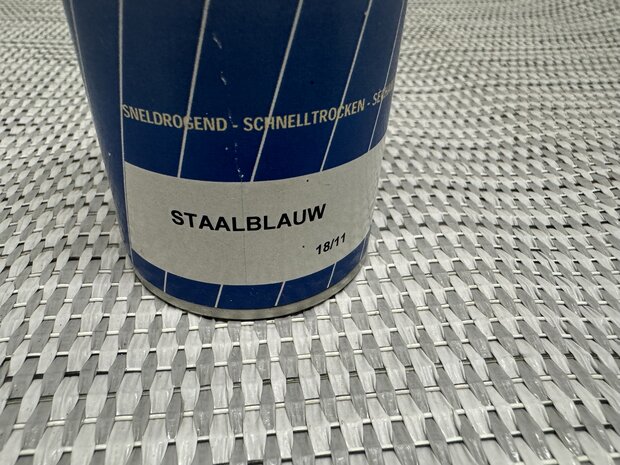 SNELDROGEND - SCHNELLTROCKEN -
STAALBLAUW
18/11